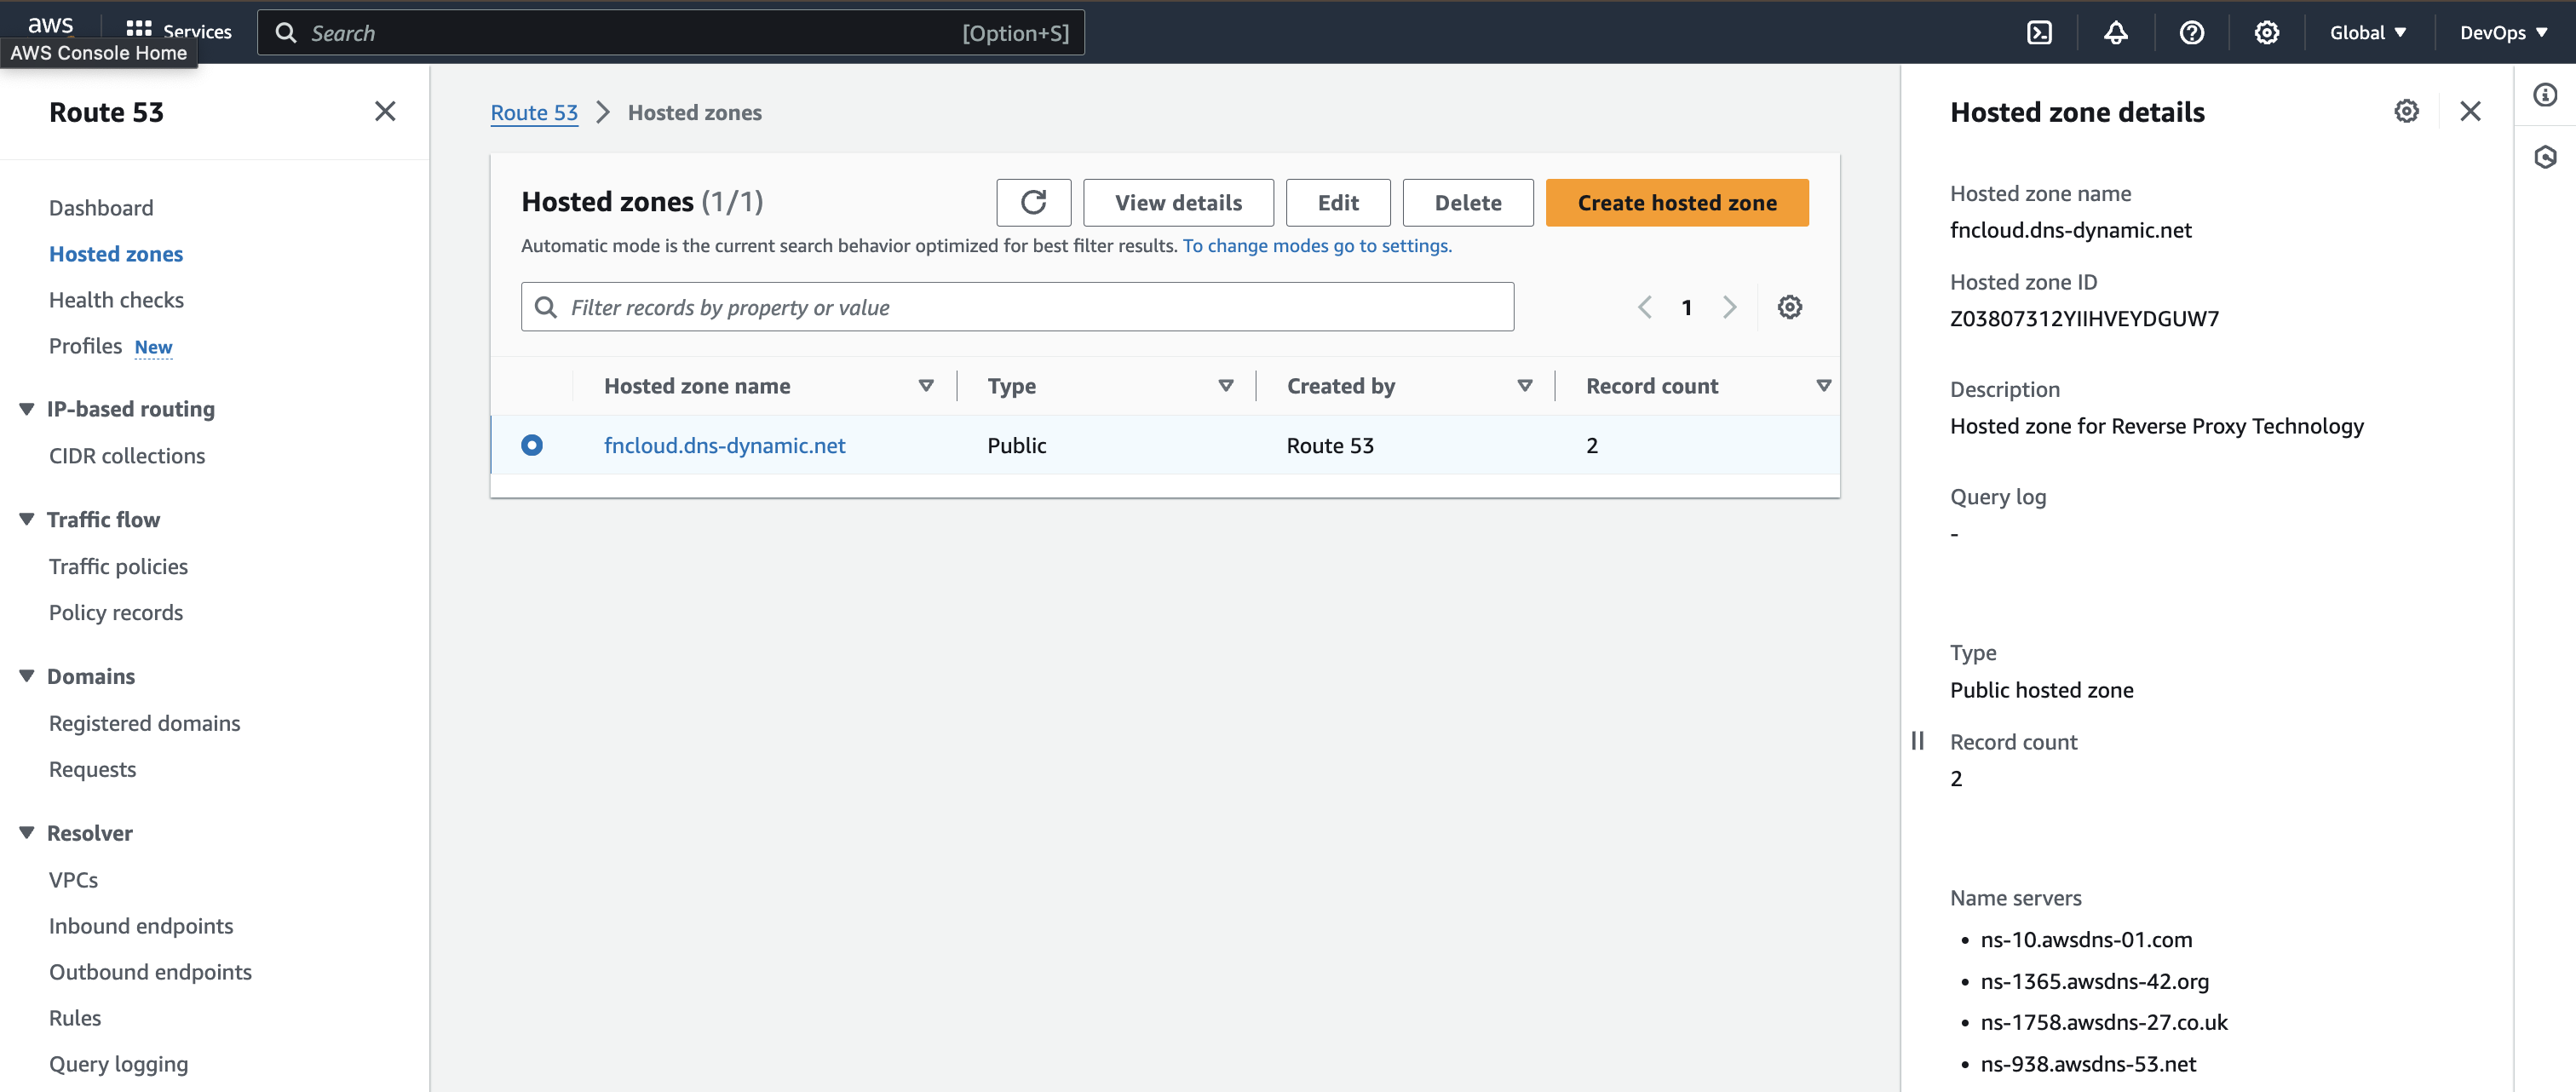 aws
Services
Search
[Option+S]
Global
DevOps
AWS Console Home
Route 53
Dashboard
Hosted zones
Health checks
Profiles New
IP-based routing
CIDR collections
Traffic flow
Traffic policies
Policy records
Domains
Registered domains
Requests
Resolver
VPCs
Inbound endpoints
Outbound endpoints
Rules
Query logging
Route 53 > Hosted zones
Hosted zones (1/1)
View details
Edit
Delete
Create hosted zone
Automatic mode is the current search behavior optimized for best filter results. To change modes go to settings.
Filter records by property or value
1
Hosted zone name Type Created by Record count
fncloud.dns-dynamic.net Public Route 53 2
Hosted zone details
Hosted zone name
fncloud.dns-dynamic.net
Hosted zone ID
Z03807312YIIHVEYDGUW7
Description
Hosted zone for Reverse Proxy Technology
Query log
-
Type
Public hosted zone
Record count
2
Name servers
• ns-10.awsdns-01.com
• ns-1365.awsdns-42.org
• ns-1758.awsdns-27.co.uk
• ns-938.awsdns-53.net